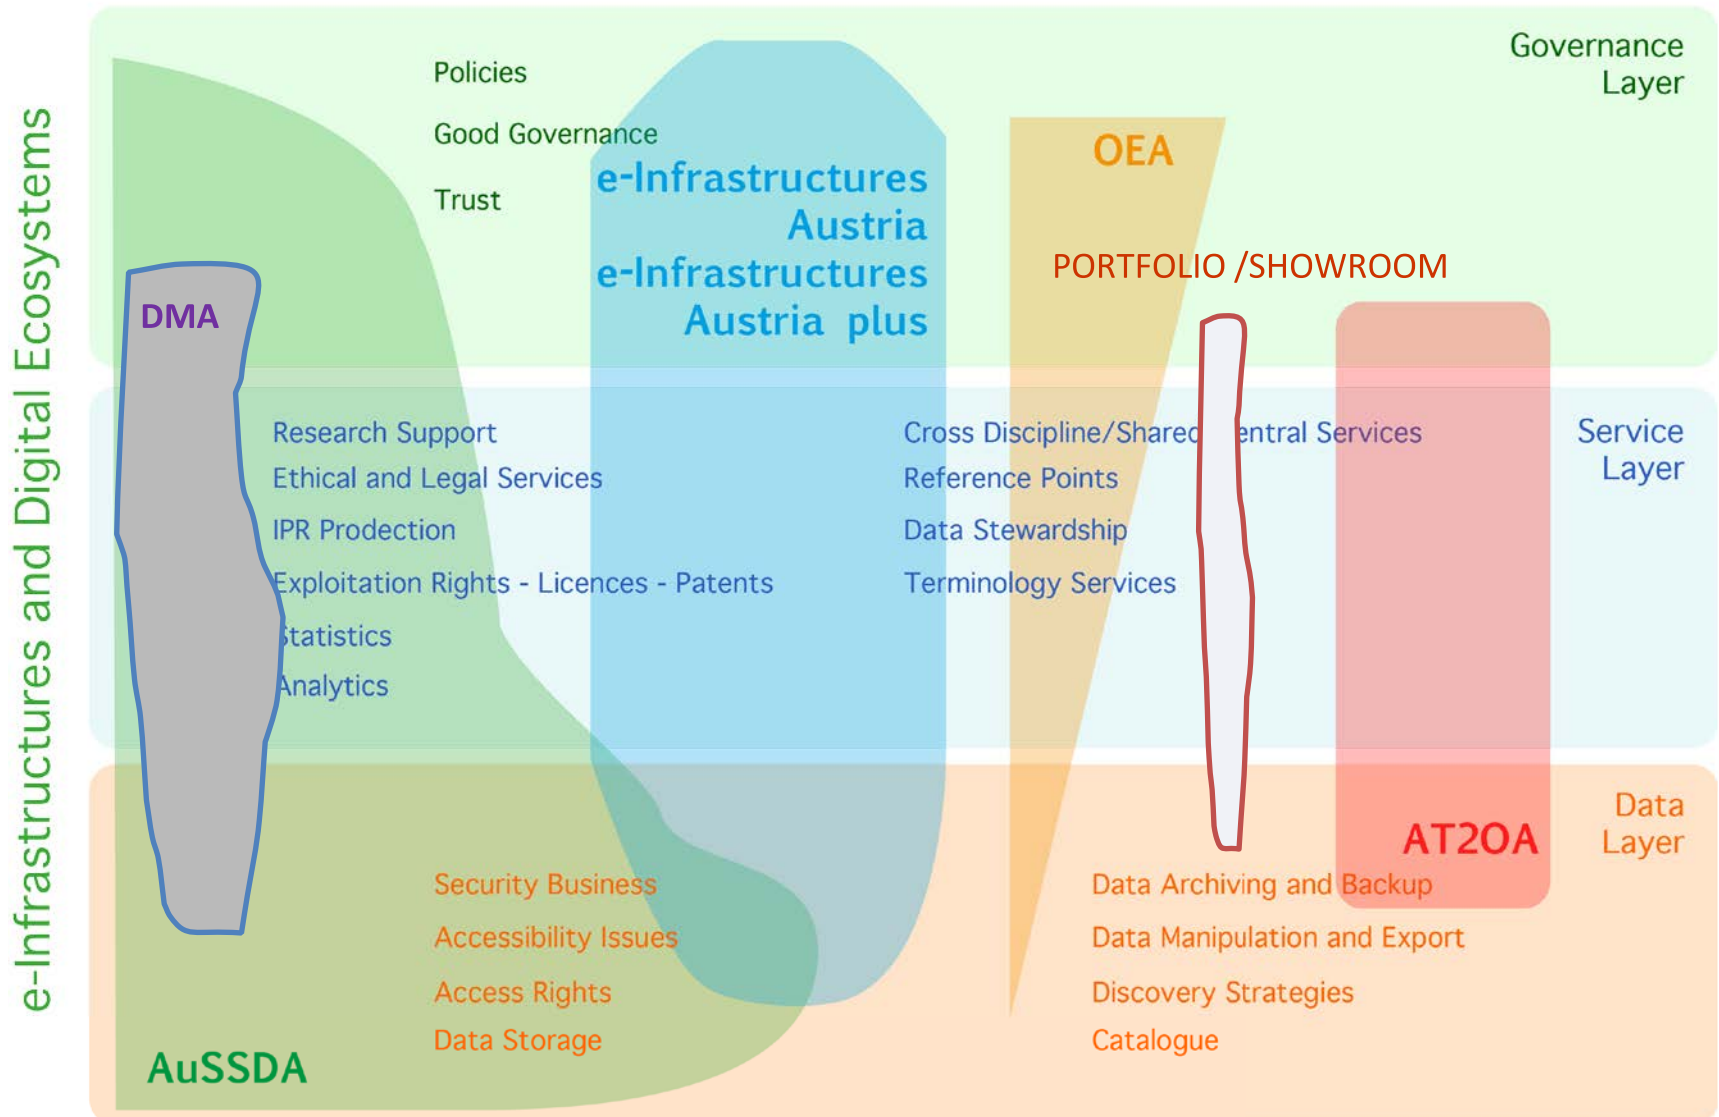 e-Infrastructures and Digital Ecosystems
Governance
Layer
Policies
Good Governance
Trust
e-Infrastructures
Austria
e-Infrastructures
Austria plus
OEA
PORTFOLIO /SHOWROOM
DMA
Service
Layer
Research Support
Ethical and Legal Services
IPR Prodection
Exploitation Rights - Licences - Patents
Statistics
Analytics
Cross Discipline/Shared entral Services
Reference Points
Data Stewardship
Terminology Services
Data
Layer
AT2OA
Security Business
Accessibility Issues
Access Rights
Data Storage
Data Archiving and Backup
Data Manipulation and Export
Discovery Strategies
Catalogue
AuSSDA